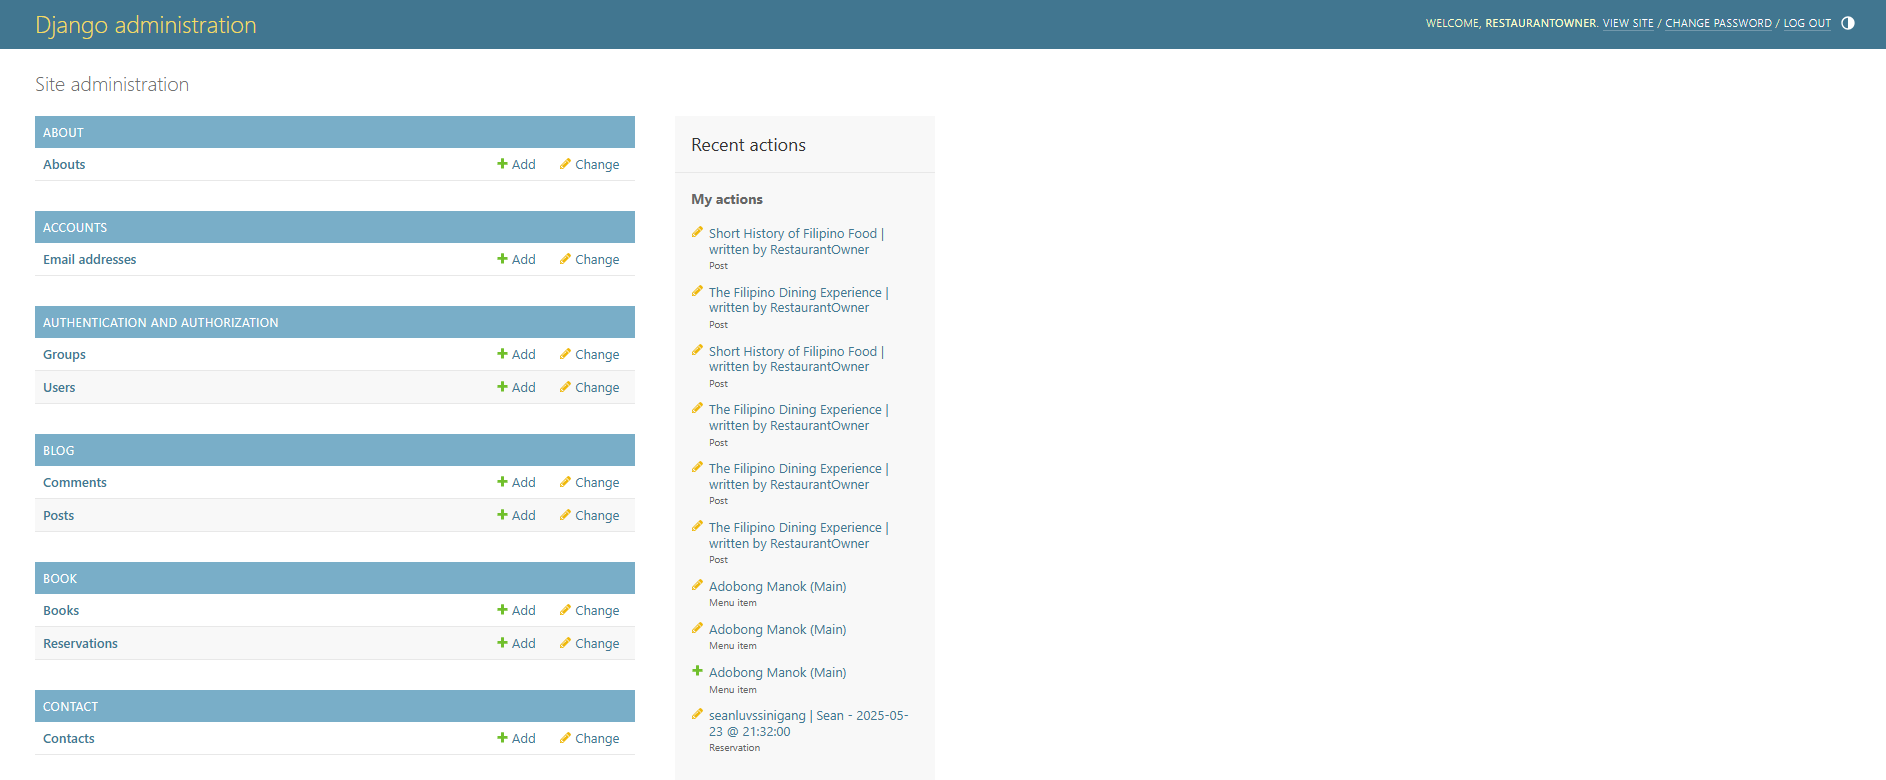 Django administration
WELCOME, RESTAURANTOWNER. VIEW SITE / CHANGE PASSWORD / LOG OUT
Site administration
ABOUT
Abouts Add Change
ACCOUNTS
Email addresses Add Change
AUTHENTICATION AND AUTHORIZATION
Groups Add Change
Users Add Change
BLOG
Comments Add Change
Posts Add Change
BOOK
Books Add Change
Reservations Add Change
CONTACT
Contacts Add Change
Recent actions
My actions
Short History of Filipino Food |
written by RestaurantOwner
Post
The Filipino Dining Experience |
written by RestaurantOwner
Post
Short History of Filipino Food |
written by RestaurantOwner
Post
The Filipino Dining Experience |
written by RestaurantOwner
Post
The Filipino Dining Experience |
written by RestaurantOwner
Post
The Filipino Dining Experience |
written by RestaurantOwner
Post
Adobong Manok (Main)
Menu item
Adobong Manok (Main)
Menu item
Adobong Manok (Main)
Menu item
seanluvssinigang | Sean - 2025-05-
23 @ 21:32:00
Reservation